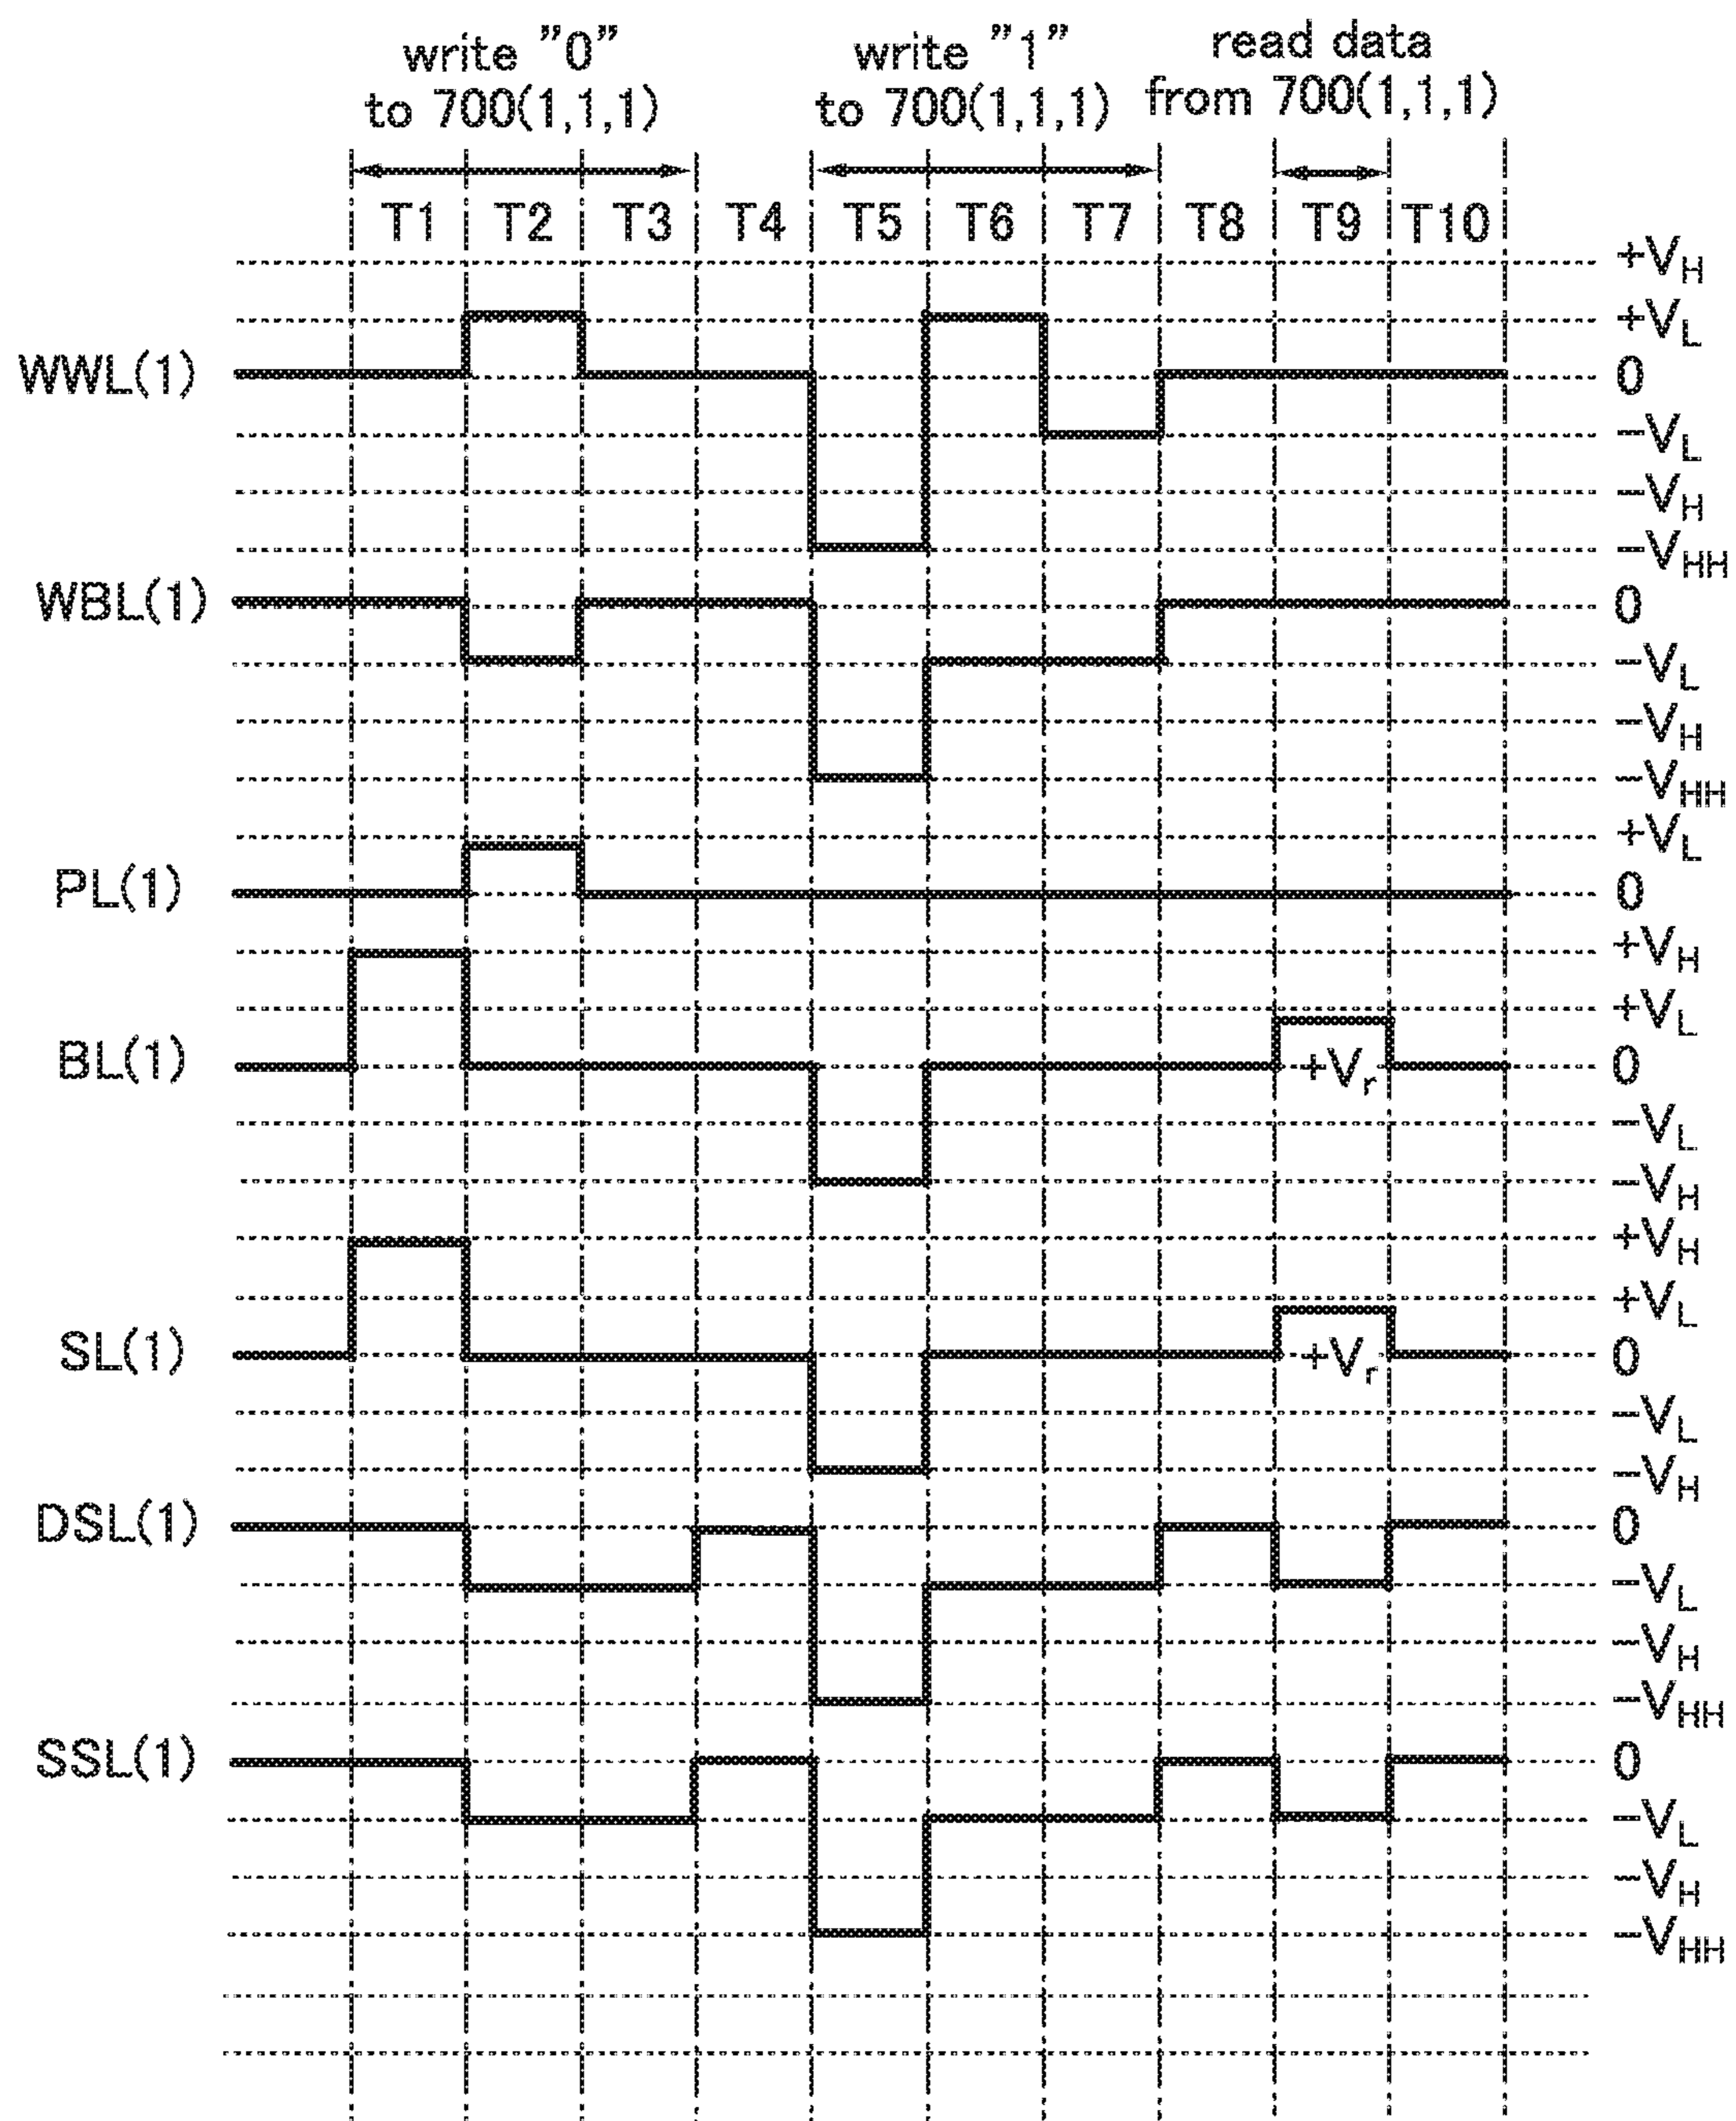 write "0"
to 700(1,1,1)
write "1"
to 700(1,1,1)
read data
from 700(1,1,1)
T1 T2 T3 T4 T5 T6 T7 T8 T9 T10
+VH
+VL
WWL(1) 0
-VL
-VH
-VHH
WBL(1) 0
-VL
-VH
-VHH
+VL
PL(1) 0
+VH
+VL
BL(1) +Vr 0
-VL
-VH
+VH
+VL
SL(1) +Vr 0
-VL
-VH
DSL(1) 0
-VL
-VH
-VHH
SSL(1) 0
-VL
-VH
-VHH